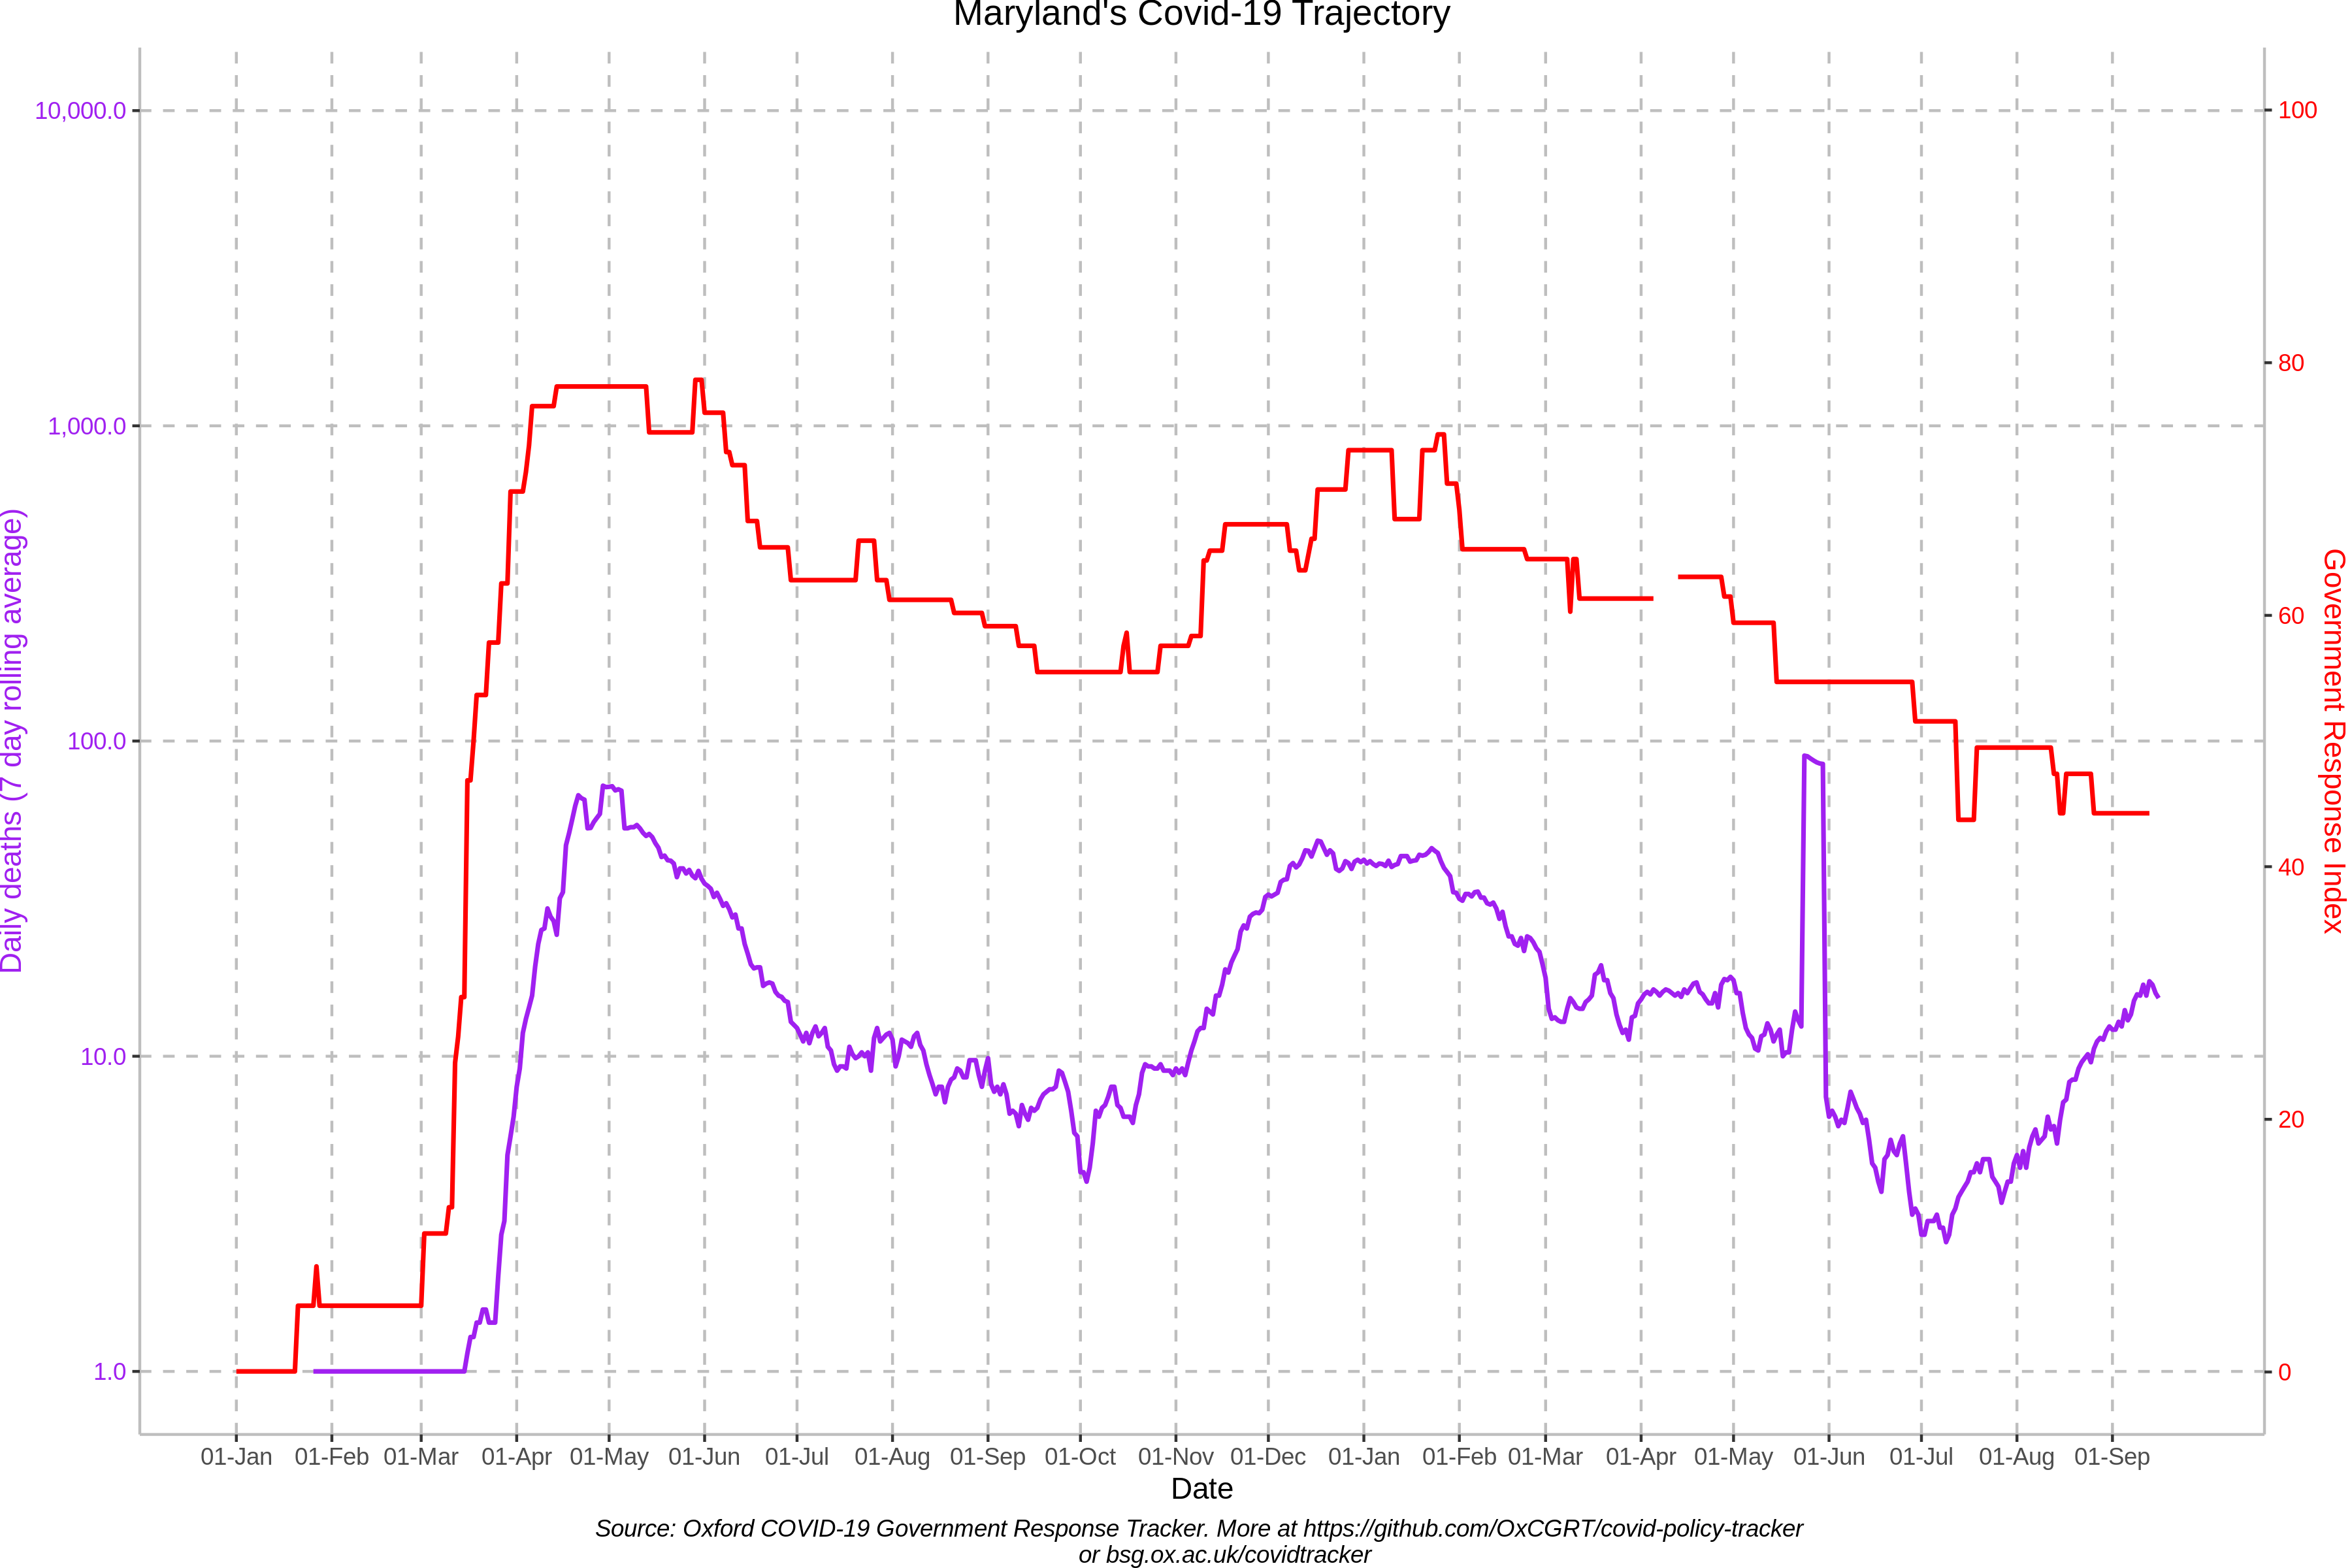 Maryland's Covid-19 Trajectory
10,000.0
1,000.0
100.0
10.0
1.0
Daily deaths (7 day rolling average)
100
80
60
40
20
0
Government Response Index
01-Jan 01-Feb 01-Mar 01-Apr 01-May 01-Jun 01-Jul 01-Aug 01-Sep 01-Oct 01-Nov 01-Dec 01-Jan 01-Feb 01-Mar 01-Apr 01-May 01-Jun 01-Jul 01-Aug 01-Sep
Date
Source: Oxford COVID-19 Government Response Tracker. More at https://github.com/OxCGRT/covid-policy-tracker
or bsg.ox.ac.uk/covidtracker